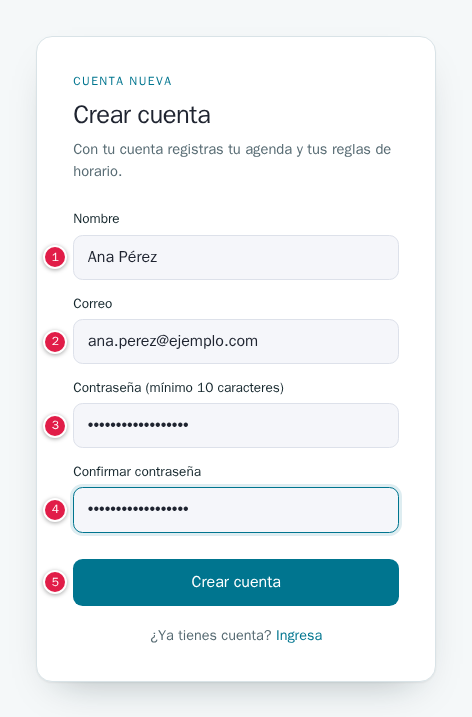 CUENTA NUEVA
Crear cuenta
Con tu cuenta registras tu agenda y tus reglas de
horario.
Nombre
1 Ana Pérez
Correo
2 ana.perez@ejemplo.com
Contraseña (mínimo 10 caracteres)
3 ••••••••••••••••••
Confirmar contraseña
4 ••••••••••••••••••
5 Crear cuenta
¿Ya tienes cuenta? Ingresa